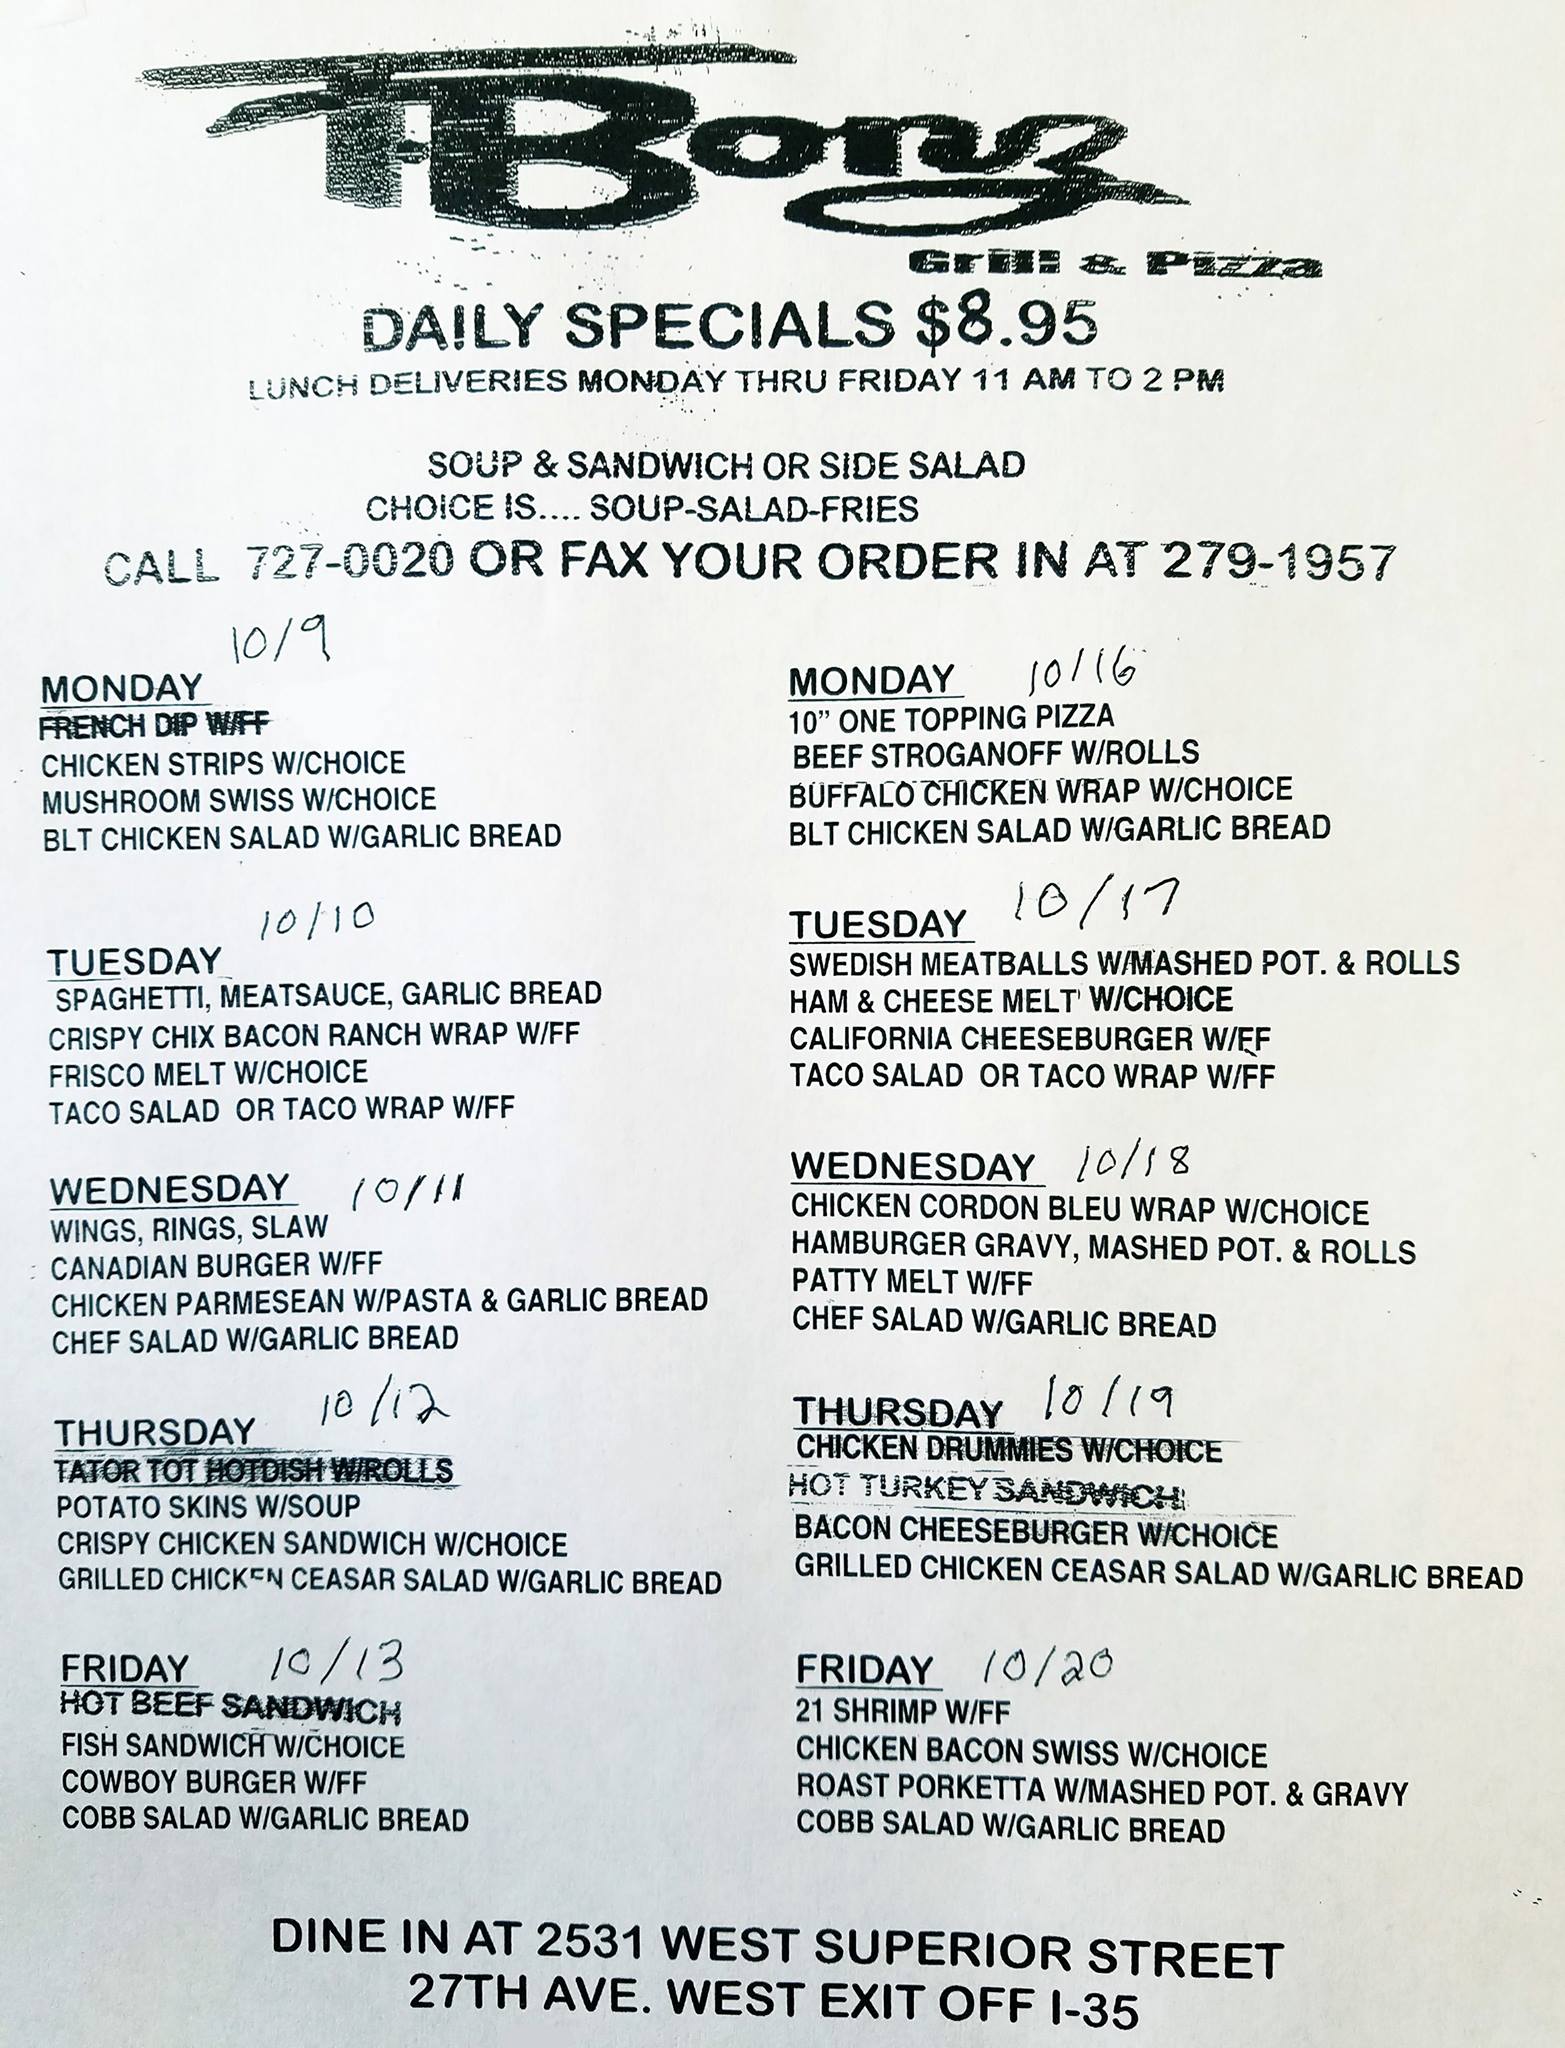 T-Bonz
Grill & Pizza
DAILY SPECIALS $8.95
LUNCH DELIVERIES MONDAY THRU FRIDAY 11 AM TO 2 PM
SOUP & SANDWICH OR SIDE SALAD
CHOICE IS.... SOUP-SALAD-FRIES
CALL 727-0020 OR FAX YOUR ORDER IN AT 279-1957
10/9
MONDAY
FRENCH DIP W/FF
CHICKEN STRIPS W/CHOICE
MUSHROOM SWISS W/CHOICE
BLT CHICKEN SALAD W/GARLIC BREAD
10/10
TUESDAY
SPAGHETTI, MEATSAUCE, GARLIC BREAD
CRISPY CHIX BACON RANCH WRAP W/FF
FRISCO MELT W/CHOICE
TACO SALAD OR TACO WRAP W/FF
WEDNESDAY 10/11
WINGS, RINGS, SLAW
CANADIAN BURGER W/FF
CHICKEN PARMESEAN W/PASTA & GARLIC BREAD
CHEF SALAD W/GARLIC BREAD
THURSDAY 10/12
TATOR TOT HOTDISH W/ROLLS
POTATO SKINS W/SOUP
CRISPY CHICKEN SANDWICH W/CHOICE
GRILLED CHICKEN CEASAR SALAD W/GARLIC BREAD
FRIDAY 10/13
HOT BEEF SANDWICH
FISH SANDWICH W/CHOICE
COWBOY BURGER W/FF
COBB SALAD W/GARLIC BREAD
MONDAY 10/16
10” ONE TOPPING PIZZA
BEEF STROGANOFF W/ROLLS
BUFFALO CHICKEN WRAP W/CHOICE
BLT CHICKEN SALAD W/GARLIC BREAD
TUESDAY 10/17
SWEDISH MEATBALLS W/MASHED POT. & ROLLS
HAM & CHEESE MELT W/CHOICE
CALIFORNIA CHEESEBURGER W/FF
TACO SALAD OR TACO WRAP W/FF
WEDNESDAY 10/18
CHICKEN CORDON BLEU WRAP W/CHOICE
HAMBURGER GRAVY, MASHED POT. & ROLLS
PATTY MELT W/FF
CHEF SALAD W/GARLIC BREAD
THURSDAY 10/19
CHICKEN DRUMMIES W/CHOICE
HOT TURKEY SANDWICH
BACON CHEESEBURGER W/CHOICE
GRILLED CHICKEN CEASAR SALAD W/GARLIC BREAD
FRIDAY 10/20
21 SHRIMP W/FF
CHICKEN BACON SWISS W/CHOICE
ROAST PORKETTA W/MASHED POT. & GRAVY
COBB SALAD W/GARLIC BREAD
DINE IN AT 2531 WEST SUPERIOR STREET
27TH AVE. WEST EXIT OFF I-35